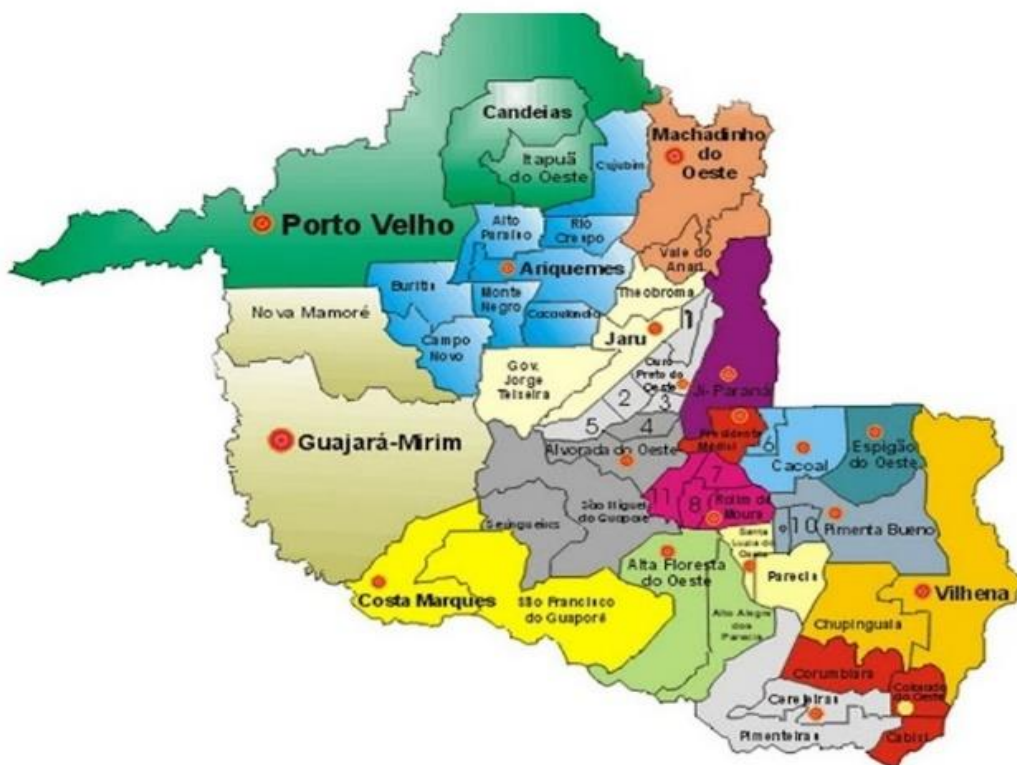 Candeias
Itapuã
do Oeste
Cujubim
Machadinho
do
Oeste
Porto Velho
Alto
Paraíso
Rio
Crespo
Vale do
Anari
Ariquemes
Buritis
Monte
Negro
Cacaulandia
Theobroma
Nova Mamoré
Campo
Novo
Jaru
1
Gov.
Jorge
Teixeira
Ouro
Preto do
Oeste
Ji-Paraná
2
3
Guajará-Mirim
5
4
Alvorada do Oeste
Presidente
Médici
6
Cacoal
Espigão
do Oeste
7
11
8
Rolim de
Moura
São Miguel
do Guaporé
Seringueiras
9
10
Pimenta Bueno
Santa
Luzia do
Oeste
Alta Floresta
do Oeste
Parecis
Costa Marques
São Francisco
do Guaporé
Vilhena
Alto Alegre
dos
Parecis
Chupinguaia
Corumbiara
Colorado
do Oeste
Cerejeiras
Pimenteiras
Cabixi